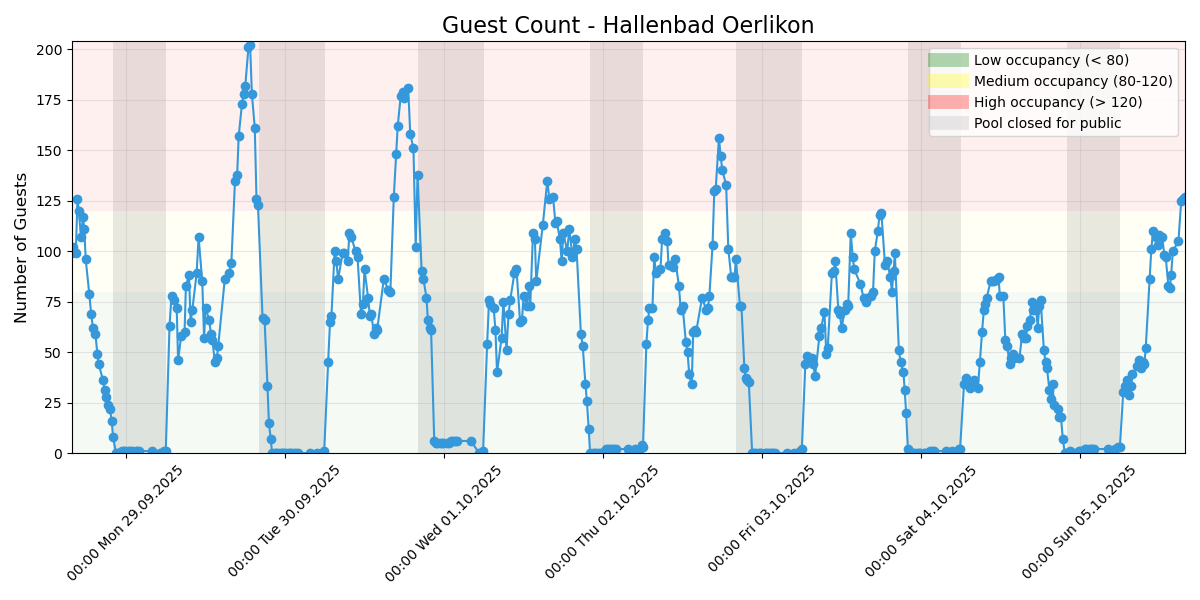 Guest Count - Hallenbad Oerlikon
Number of Guests
200
175
150
125
100
75
50
25
0
Low occupancy (< 80)
Medium occupancy (80-120)
High occupancy (> 120)
Pool closed for public
00:00 Mon 29.09.2025
00:00 Tue 30.09.2025
00:00 Wed 01.10.2025
00:00 Thu 02.10.2025
00:00 Fri 03.10.2025
00:00 Sat 04.10.2025
00:00 Sun 05.10.2025